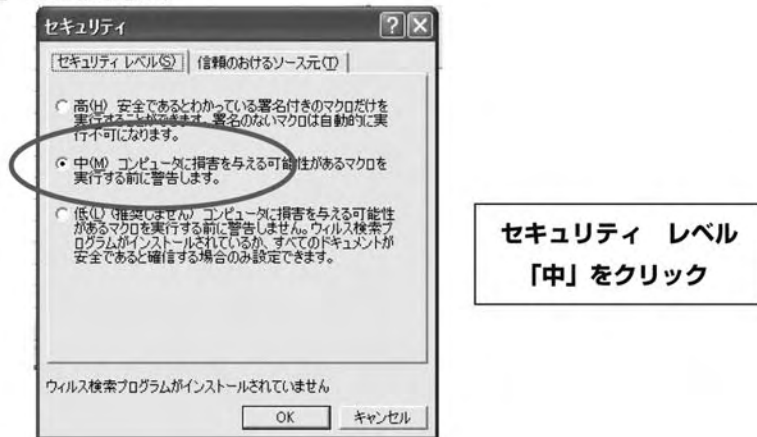 セキュリティ
セキュリティ レベル(S)
信頼のおけるソース元(T)
高(H) 安全であるとわかっている署名付きのマクロだけを
実行することができます。署名のないマクロは自動的に実
行不可になります。
中(M) コンピュータに損害を与える可能性があるマクロを
実行する前に警告します。
低(L) (推奨しません) コンピュータに損害を与える可能性
があるマクロを実行する前に警告しません。ウィルス検索プ
ログラムがインストールされているか、すべてのドキュメントが
安全であると確信する場合のみ設定できます。
セキュリティ レベル
「中」をクリック
ウィルス検索プログラムがインストールされていません
OK
キャンセル